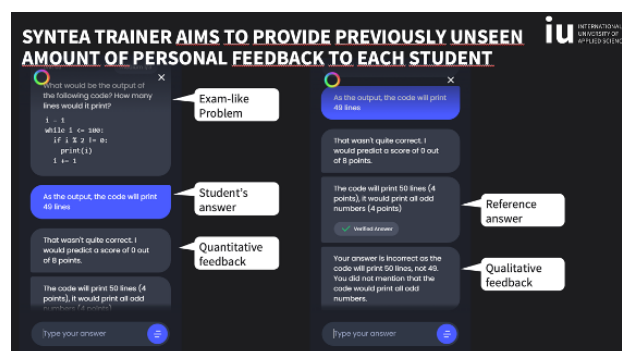 SYNTEA TRAINER AIMS TO PROVIDE PREVIOUSLY UNSEEN
AMOUNT OF PERSONAL FEEDBACK TO EACH STUDENT
iu
INTERNATIONAL
UNIVERSITY OF
APPLIED SCIENCES
What would be the output of
the following code? How many
lines would it print?
i - 1
while i <= 100:
if i % 2 != 0:
print(i)
i += 1
As the output, the code will print
49 lines
That wasn't quite correct. I
would predict a score of 0 out
of 8 points.
The code will print 50 lines (4
points), it would print all odd
numbers (4 points)
Type your answer
Exam-like
Problem
Student's
answer
Quantitative
feedback
As the output, the code will print
49 lines
That wasn't quite correct. I
would predict a score of 0 out
of 8 points.
The code will print 50 lines (4
points), it would print all odd
numbers (4 points)
Verified Answer
Your answer is incorrect as the
code will print 50 lines, not 49.
You did not mention that the
code would print all odd
numbers.
Type your answer
Reference
answer
Qualitative
feedback